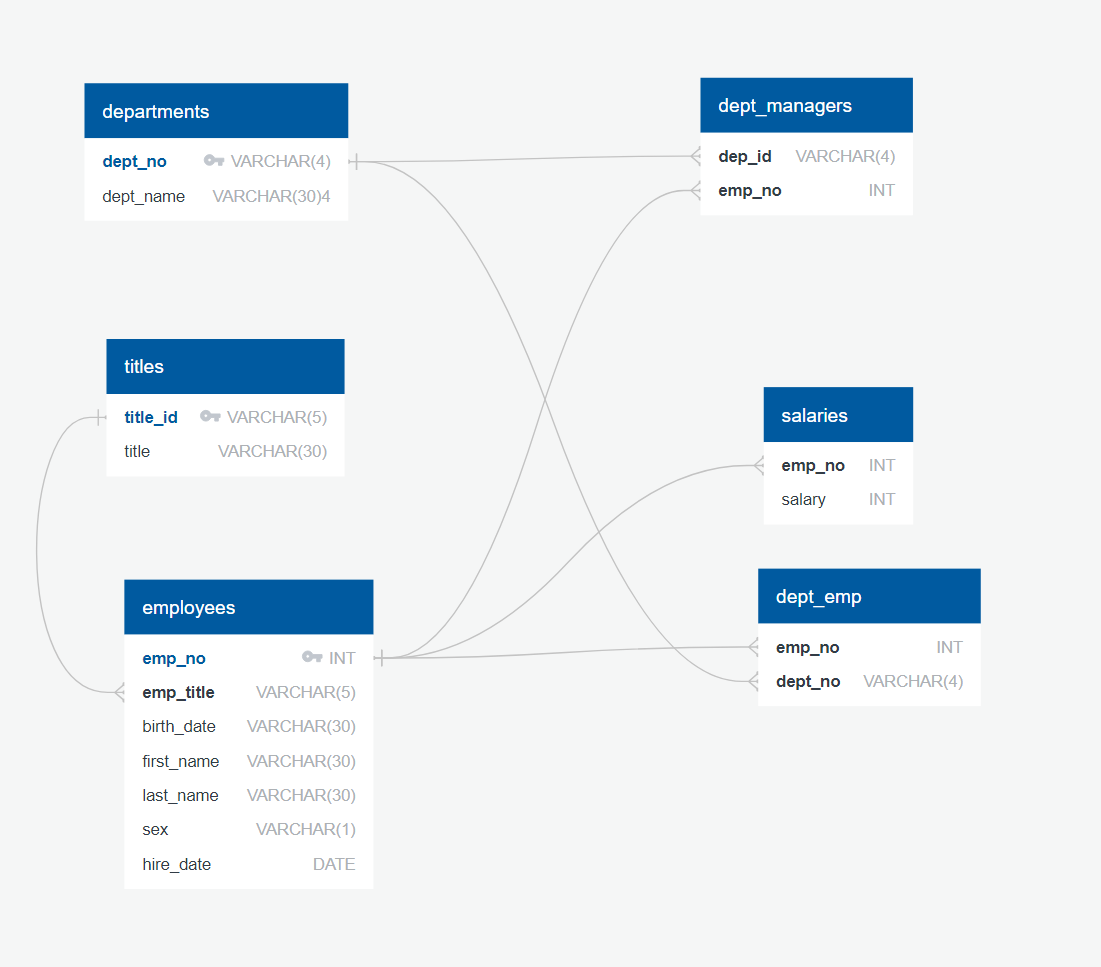 departments
dept_no VARCHAR(4)
dept_name VARCHAR(30)4
dept_managers
dep_id VARCHAR(4)
emp_no INT
titles
title_id VARCHAR(5)
title VARCHAR(30)
salaries
emp_no INT
salary INT
employees
emp_no INT
emp_title VARCHAR(5)
birth_date VARCHAR(30)
first_name VARCHAR(30)
last_name VARCHAR(30)
sex VARCHAR(1)
hire_date DATE
dept_emp
emp_no INT
dept_no VARCHAR(4)